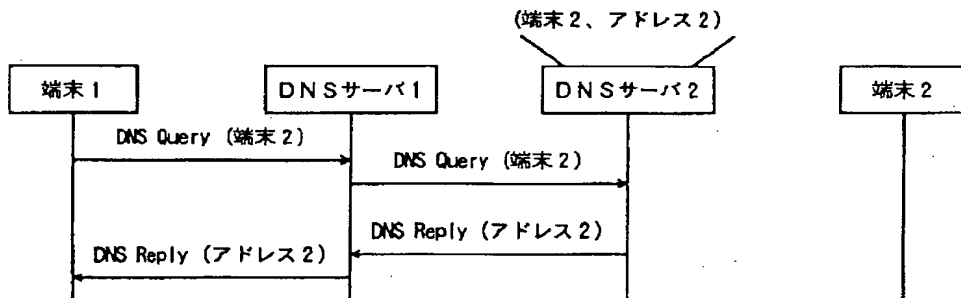 (端末2、アドレス2)
端末1
DNSサーバ1
DNSサーバ2
端末2
DNS Query (端末2)
DNS Query (端末2)
DNS Reply (アドレス2)
DNS Reply (アドレス2)